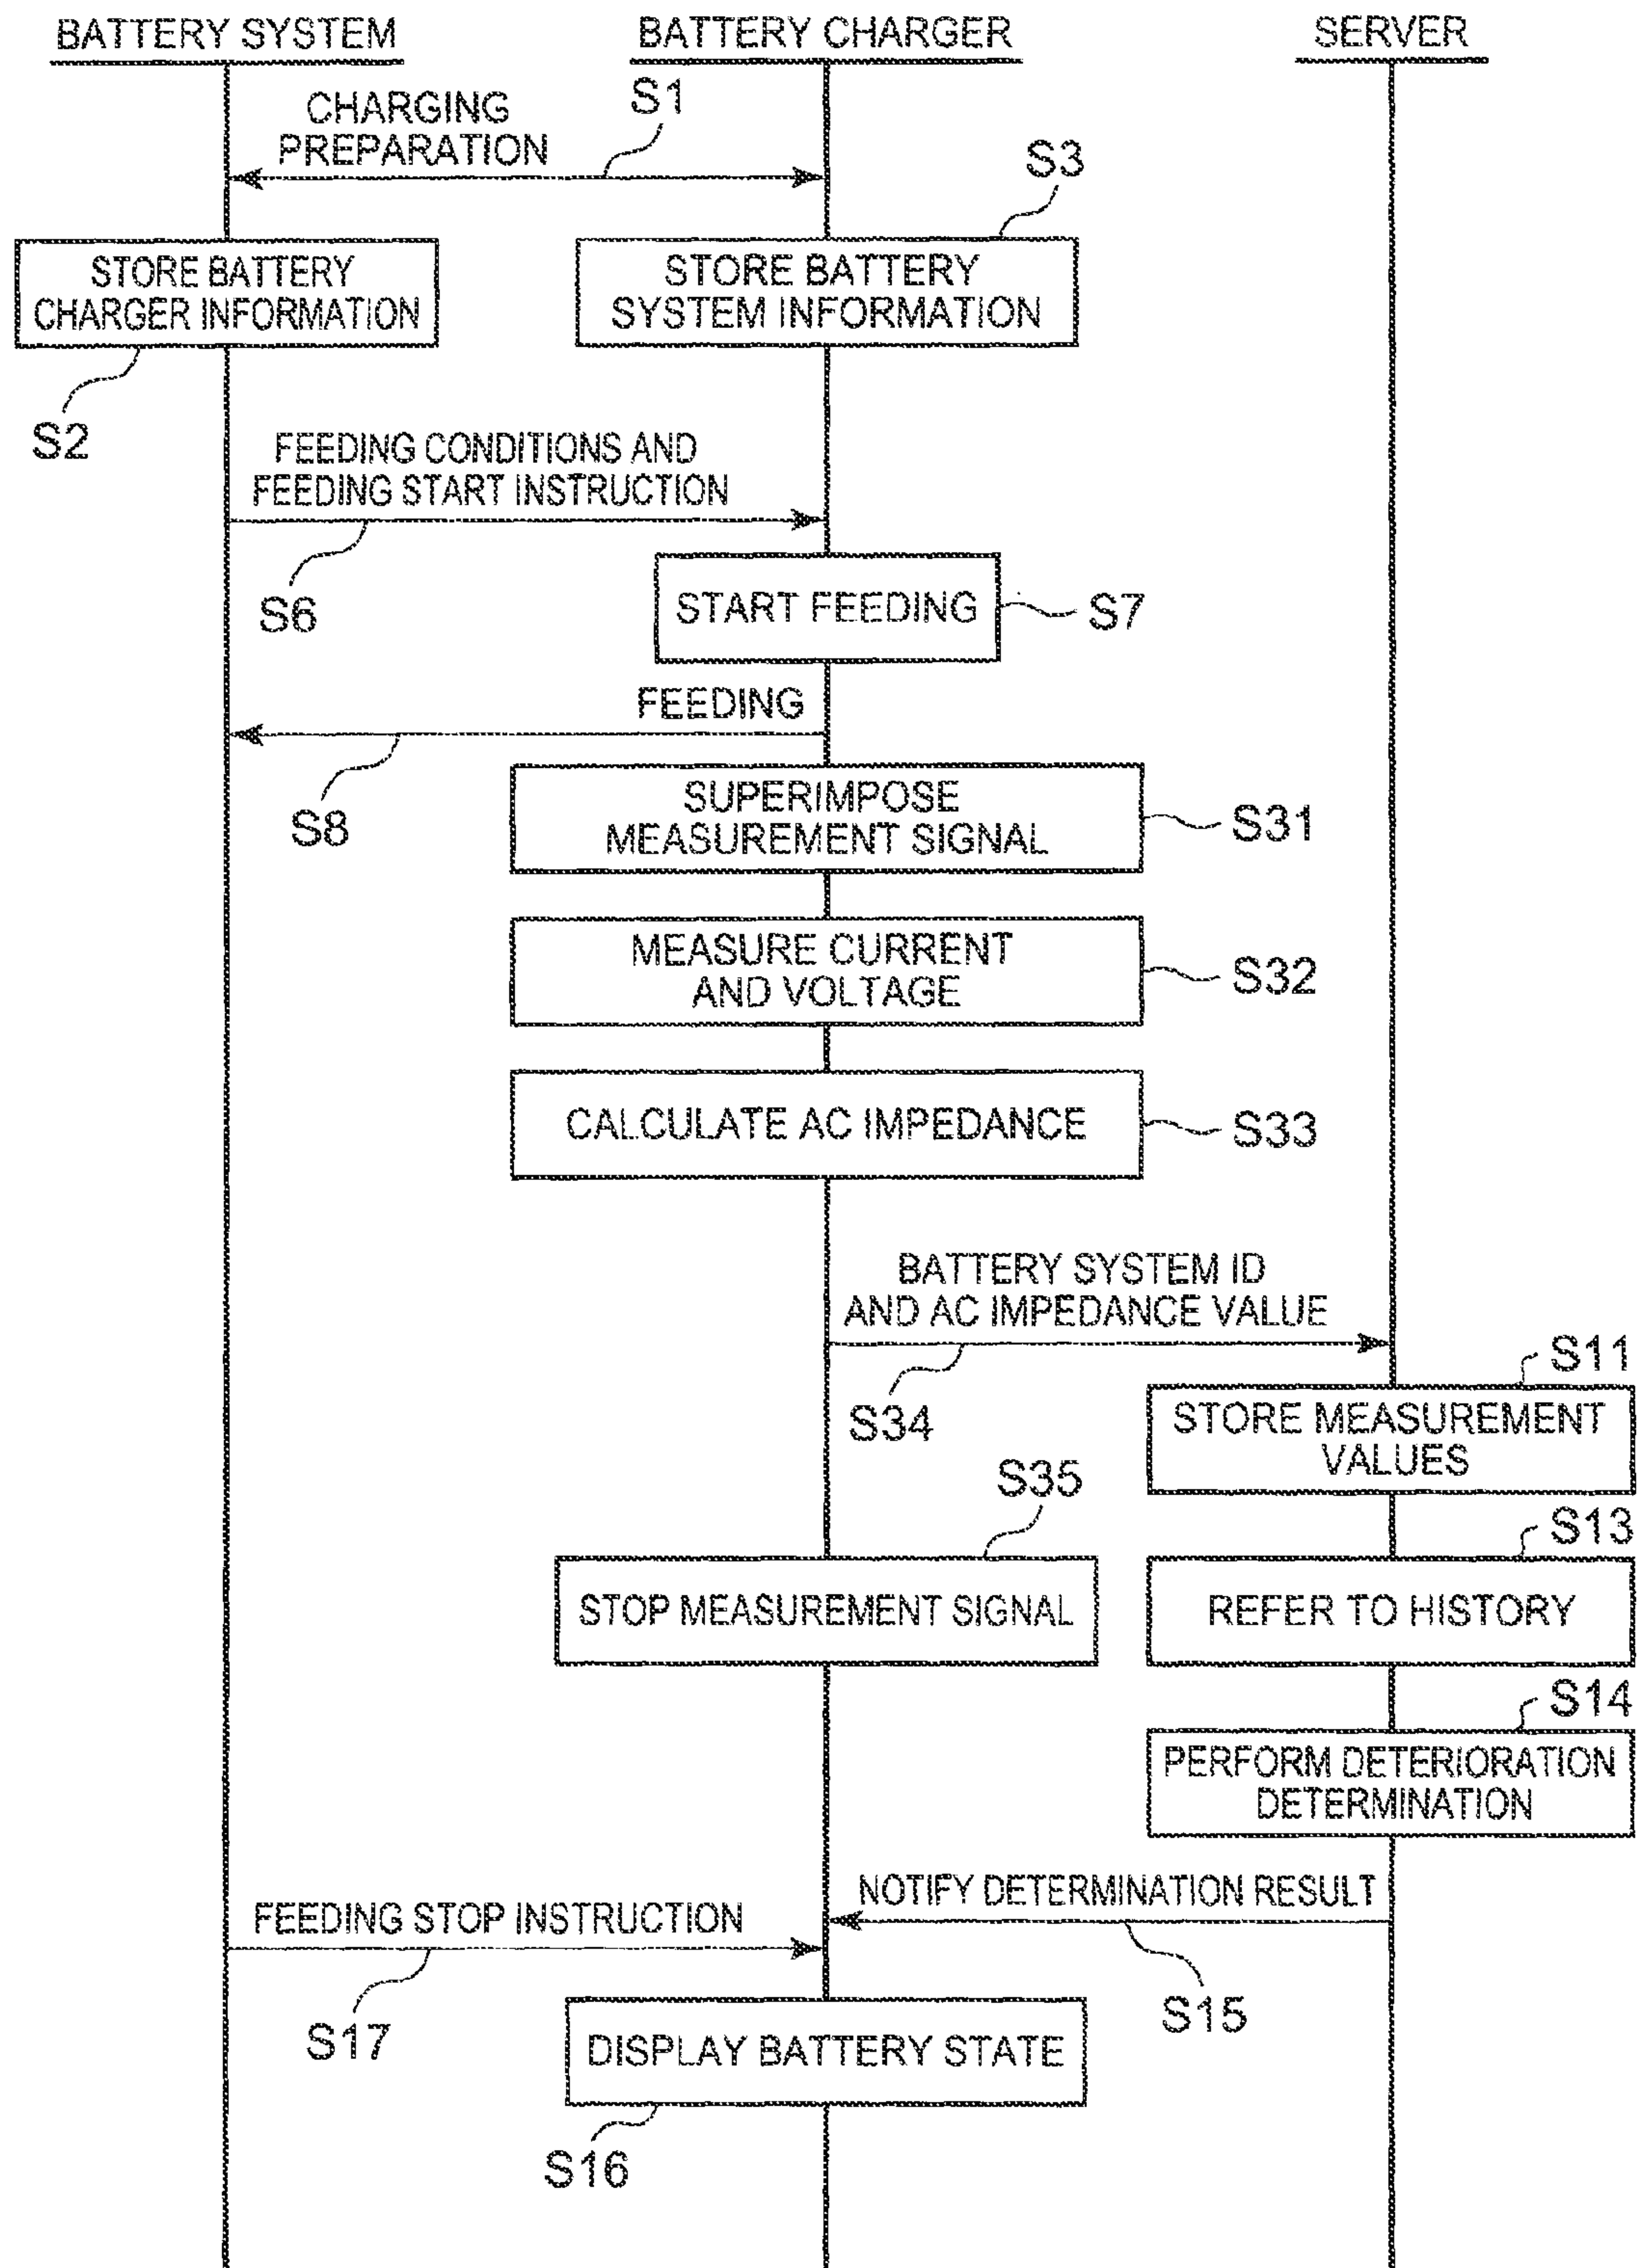 BATTERY SYSTEM
BATTERY CHARGER
SERVER
CHARGING
PREPARATION
S1
S3
STORE BATTERY
CHARGER INFORMATION
STORE BATTERY
SYSTEM INFORMATION
S2
FEEDING CONDITIONS AND
FEEDING START INSTRUCTION
S6
START FEEDING
S7
FEEDING
S8
SUPERIMPOSE
MEASUREMENT SIGNAL
S31
MEASURE CURRENT
AND VOLTAGE
S32
CALCULATE AC IMPEDANCE
S33
BATTERY SYSTEM ID
AND AC IMPEDANCE VALUE
S34
S11
STORE MEASUREMENT
VALUES
S35
S13
STOP MEASUREMENT SIGNAL
REFER TO HISTORY
S14
PERFORM DETERIORATION
DETERMINATION
NOTIFY DETERMINATION RESULT
FEEDING STOP INSTRUCTION
S17
S15
DISPLAY BATTERY STATE
S16